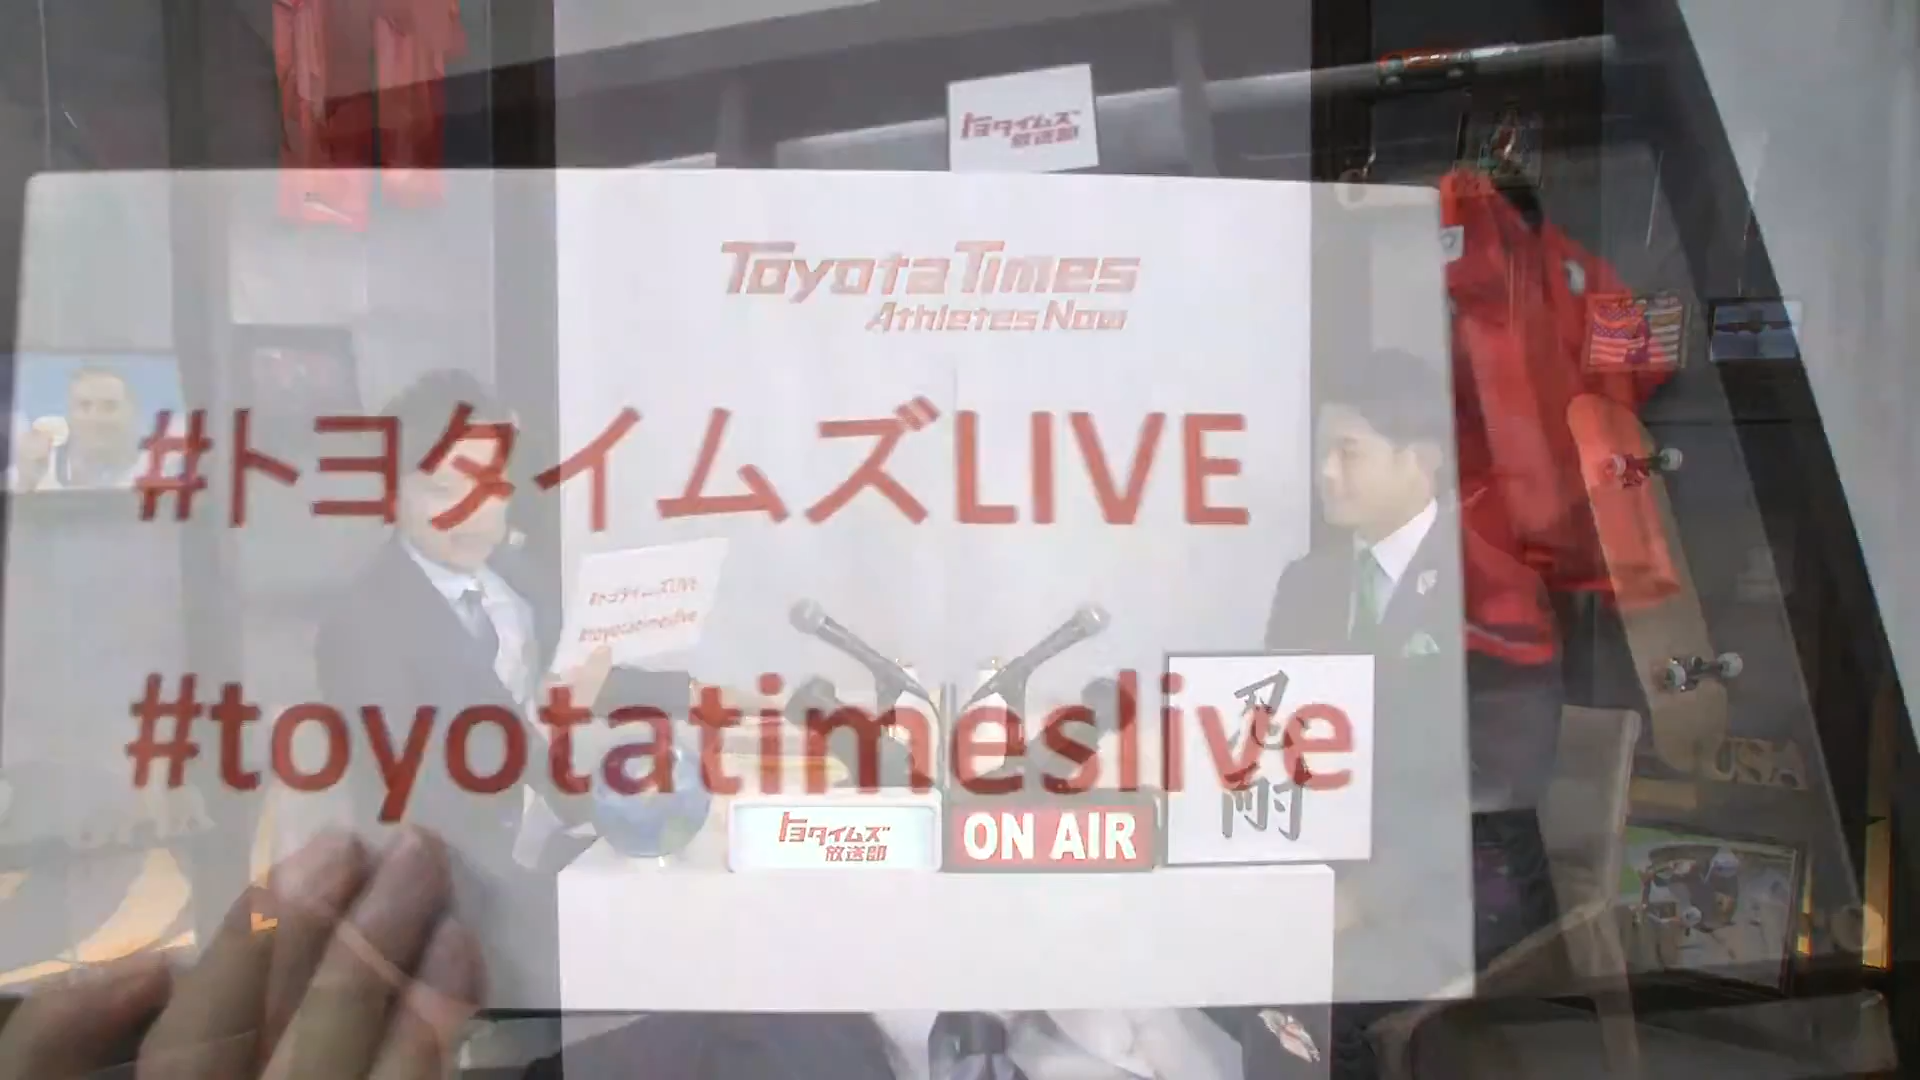 トヨタイムズ
放送部
ToyotaTimes
Athletes Now
#トヨタイムズLIVE
#toyotatimeslive
#トヨタイムズLIVE
#toyotatimeslive
忍耐
トヨタイムズ
放送部
ON AIR
USA